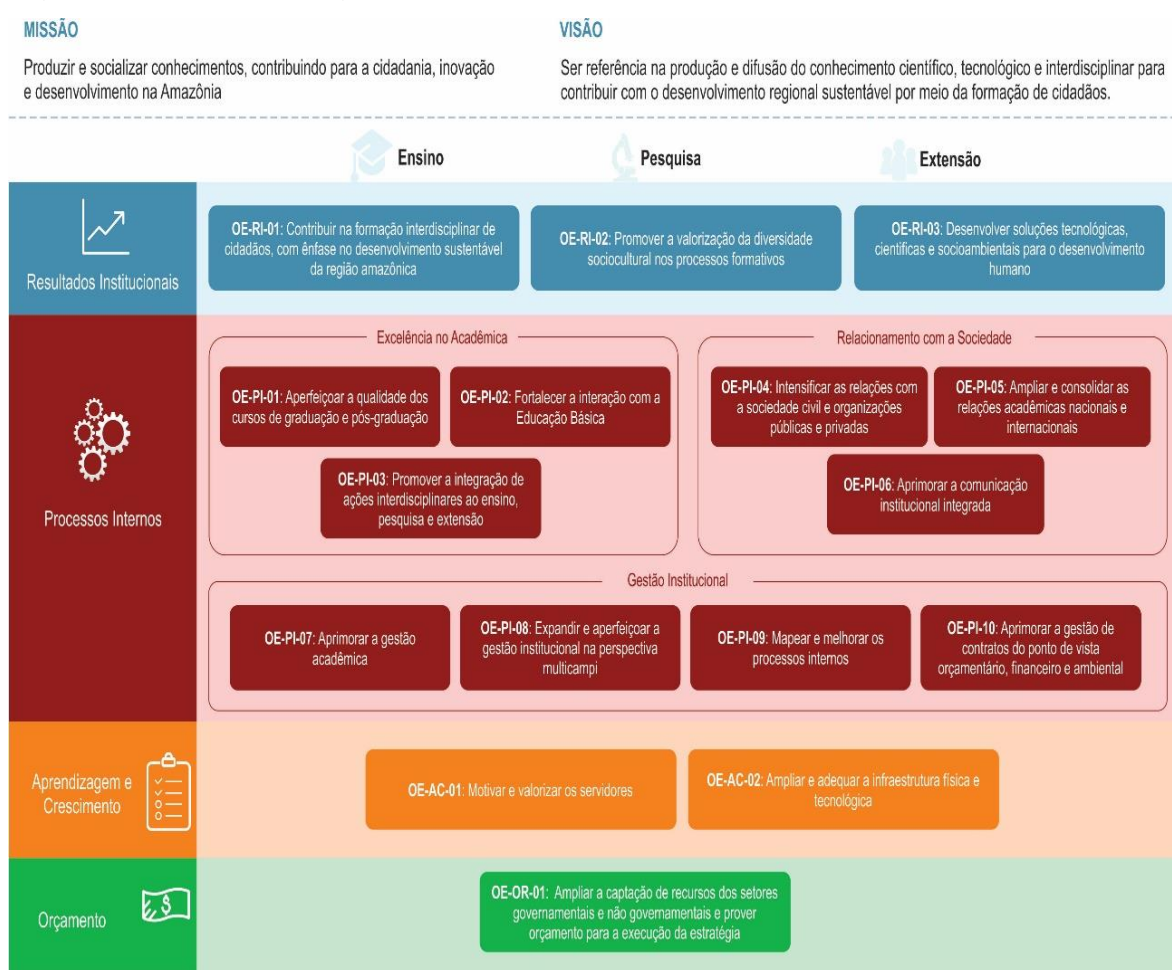 MISSÃO
Produzir e socializar conhecimentos, contribuindo para a cidadania, inovação
e desenvolvimento na Amazônia
VISÃO
Ser referência na produção e difusão do conhecimento científico, tecnológico e interdisciplinar para
contribuir com o desenvolvimento regional sustentável por meio da formação de cidadãos.
Ensino
Pesquisa
Extensão
Resultados Institucionais
OE-RI-01: Contribuir na formação interdisciplinar de
cidadãos, com ênfase no desenvolvimento sustentável
da região amazônica
OE-RI-02: Promover a valorização da diversidade
sociocultural nos processos formativos
OE-RI-03: Desenvolver soluções tecnológicas,
científicas e socioambientais para o desenvolvimento
humano
Processos Internos
Excelência no Acadêmica
OE-PI-01: Aperfeiçoar a qualidade dos
cursos de graduação e pós-graduação
OE-PI-02: Fortalecer a interação com a
Educação Básica
OE-PI-03: Promover a integração de
ações interdisciplinares ao ensino,
pesquisa e extensão
Relacionamento com a Sociedade
OE-PI-04: Intensificar as relações com
a sociedade civil e organizações
públicas e privadas
OE-PI-05: Ampliar e consolidar as
relações acadêmicas nacionais e
internacionais
OE-PI-06: Aprimorar a comunicação
institucional integrada
Gestão Institucional
OE-PI-07: Aprimorar a gestão
acadêmica
OE-PI-08: Expandir e aperfeiçoar a
gestão institucional na perspectiva
multicampi
OE-PI-09: Mapear e melhorar os
processos internos
OE-PI-10: Aprimorar a gestão de
contratos do ponto de vista
orçamentário, financeiro e ambiental
Aprendizagem e
Crescimento
OE-AC-01: Motivar e valorizar os servidores
OE-AC-02: Ampliar e adequar a infraestrutura física e
tecnológica
Orçamento
$
OE-OR-01: Ampliar a captação de recursos dos setores
governamentais e não governamentais e prover
orçamento para a execução da estratégia